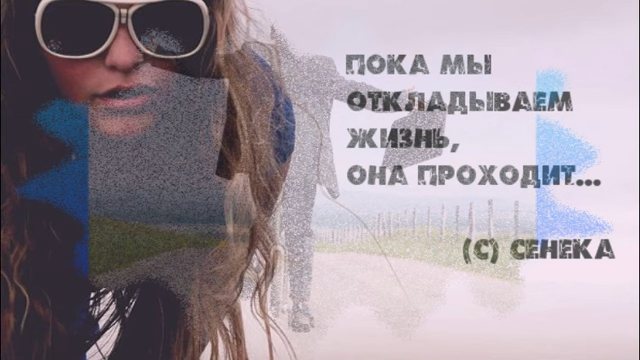 ПОКА МЫ
ОТКЛАДЫВАЕМ
ЖИЗНЬ,
ОНА ПРОХОДИТ...
(С) СЕНЕКА